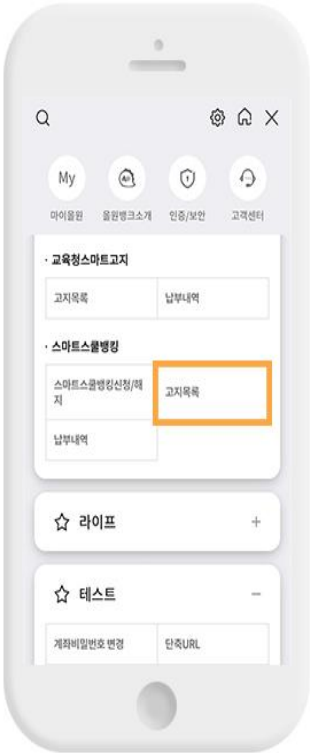 My
마이올원 올원뱅크소개 인증/보안 고객센터
· 교육청스마트고지
고지목록 납부내역
· 스마트스쿨뱅킹
스마트스쿨뱅킹신청/해
지
고지목록
납부내역
라이프
테스트
계좌비밀번호 변경 단축URL